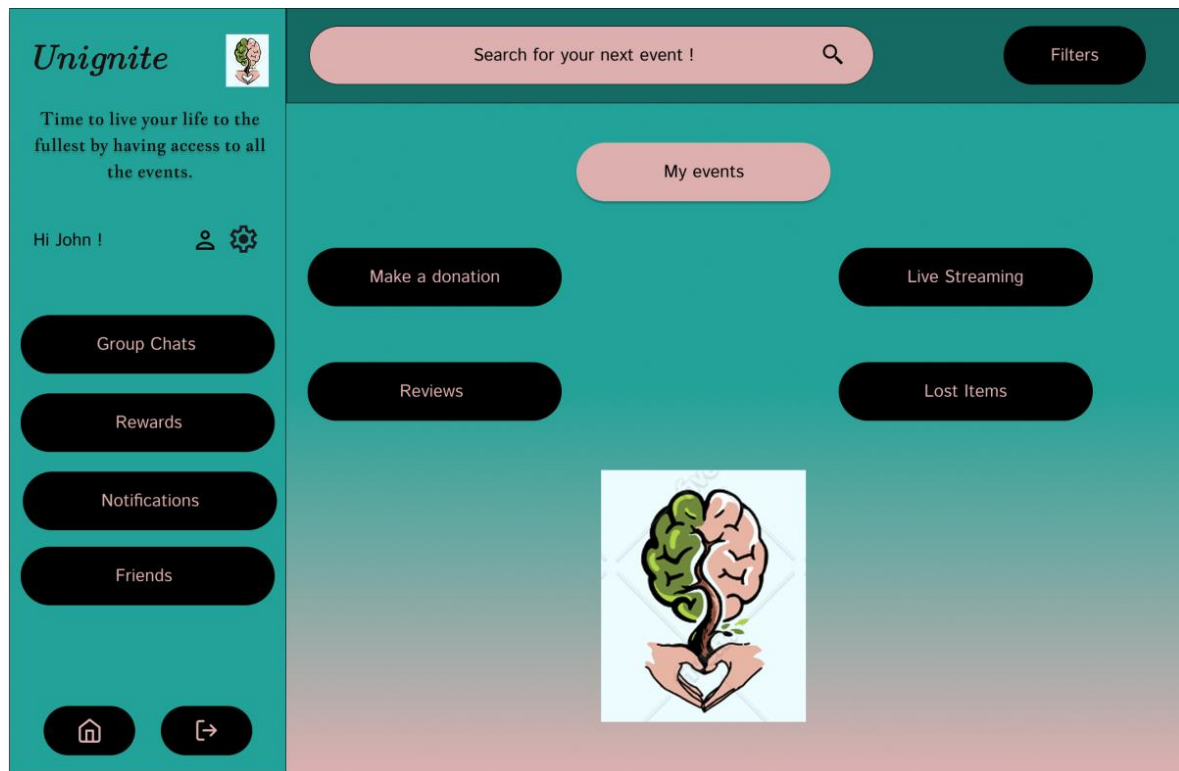 Unignite
Time to live your life to the
fullest by having access to all
the events.
Hi John !
Group Chats
Rewards
Notifications
Friends
Search for your next event !
Filters
My events
Make a donation
Live Streaming
Reviews
Lost Items